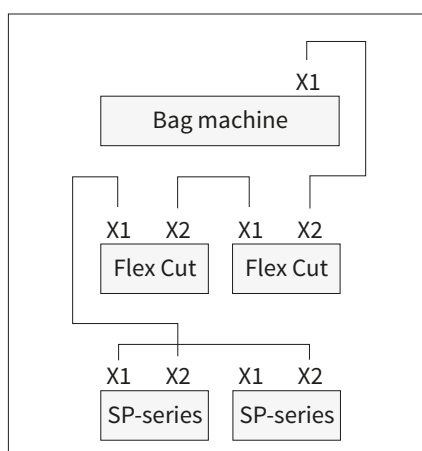 X1
Bag machine
X1 X2 X1 X2
Flex Cut Flex Cut
X1 X2 X1 X2
SP-series SP-series